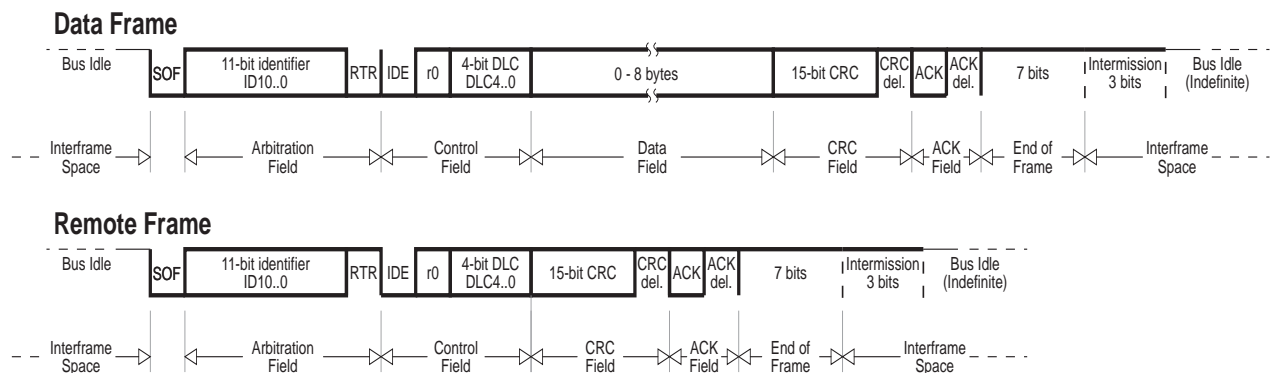 Data Frame
Bus Idle
SOF
11-bit identifier
ID10..0
RTR
IDE
r0
4-bit DLC
DLC4..0
0 - 8 bytes
15-bit CRC
CRC
del.
ACK
ACK
del.
7 bits
Intermission
3 bits
Bus Idle
(Indefinite)
Interframe
Space
Arbitration
Field
Control
Field
Data
Field
CRC
Field
ACK
Field
End of
Frame
Interframe
Space
Remote Frame
Bus Idle
SOF
11-bit identifier
ID10..0
RTR
IDE
r0
4-bit DLC
DLC4..0
15-bit CRC
CRC
del.
ACK
ACK
del.
7 bits
Intermission
3 bits
Bus Idle
(Indefinite)
Interframe
Space
Arbitration
Field
Control
Field
CRC
Field
ACK
Field
End of
Frame
Interframe
Space